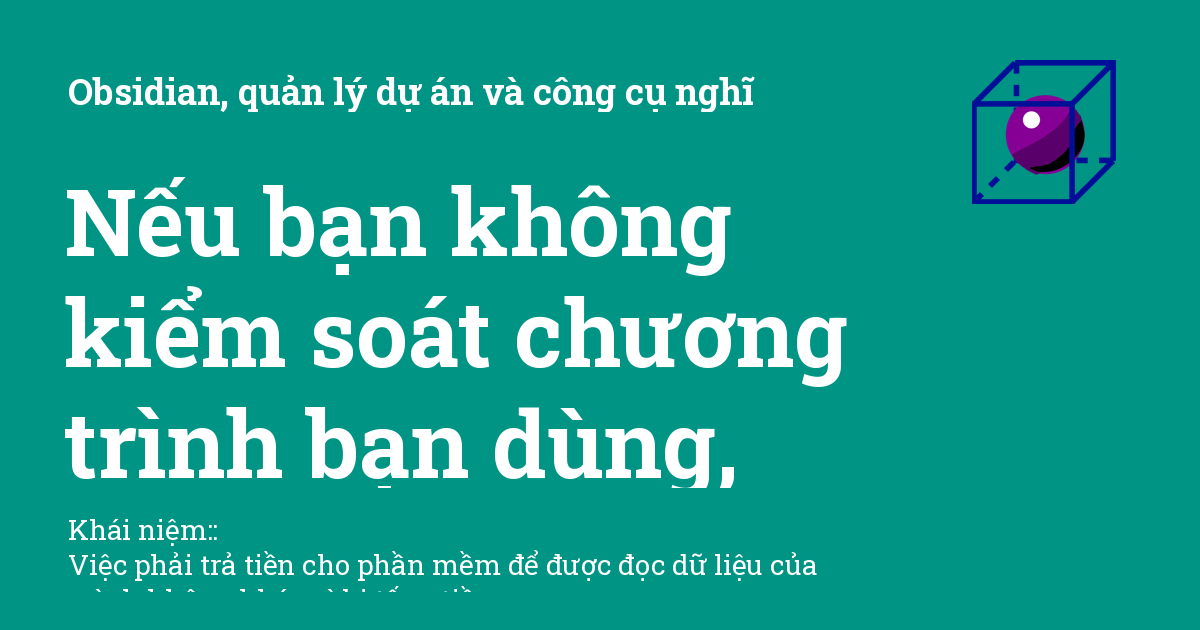 Obsidian, quản lý dự án và công cụ nghĩ
Nếu bạn không
kiểm soát chương
trình bạn dùng,
Khái niệm::
Việc phải trả tiền cho phần mềm để được đọc dữ liệu của